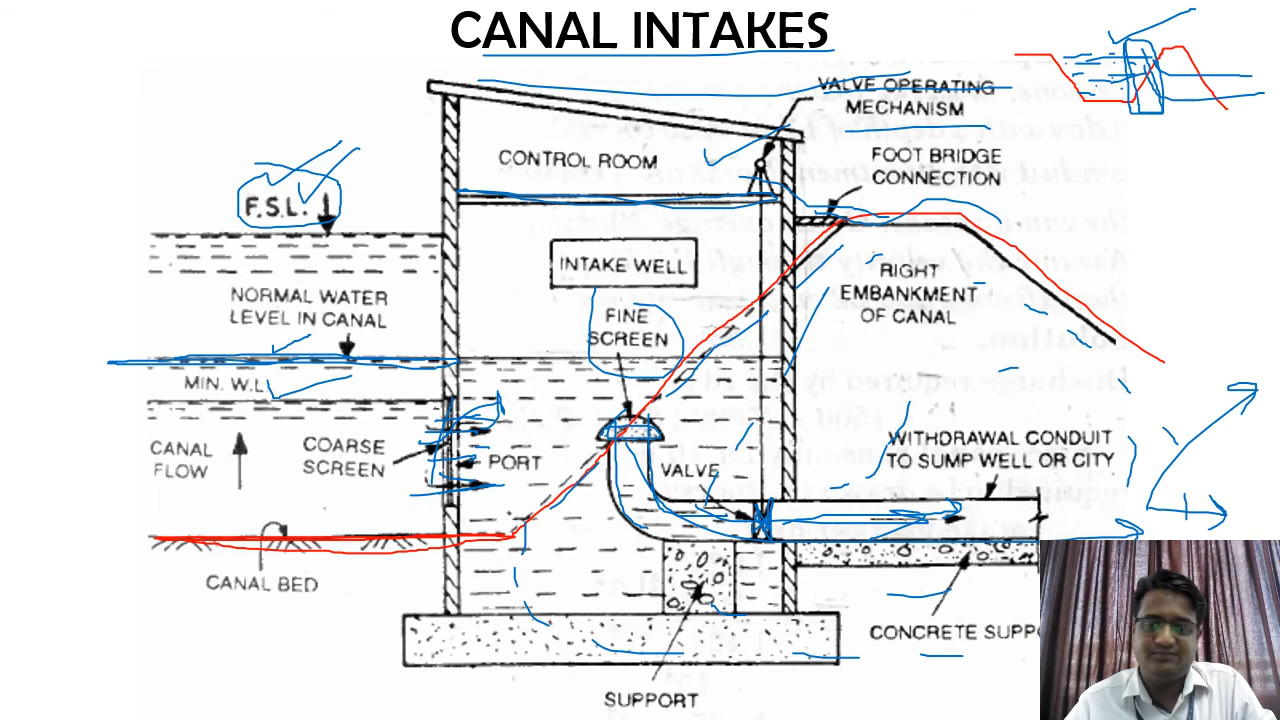 CANAL INTAKES
VALVE OPERATING
MECHANISM
CONTROL ROOM
FOOT BRIDGE
CONNECTION
F.S.L.
INTAKE WELL
RIGHT
EMBANKMENT
OF CANAL
NORMAL WATER
LEVEL IN CANAL
FINE
SCREEN
MIN. W.L.
CANAL
FLOW
COARSE
SCREEN
PORT
VALVE
WITHDRAWAL CONDUIT
TO SUMP WELL OR CITY
CANAL BED
CONCRETE SUPP
SUPPORT